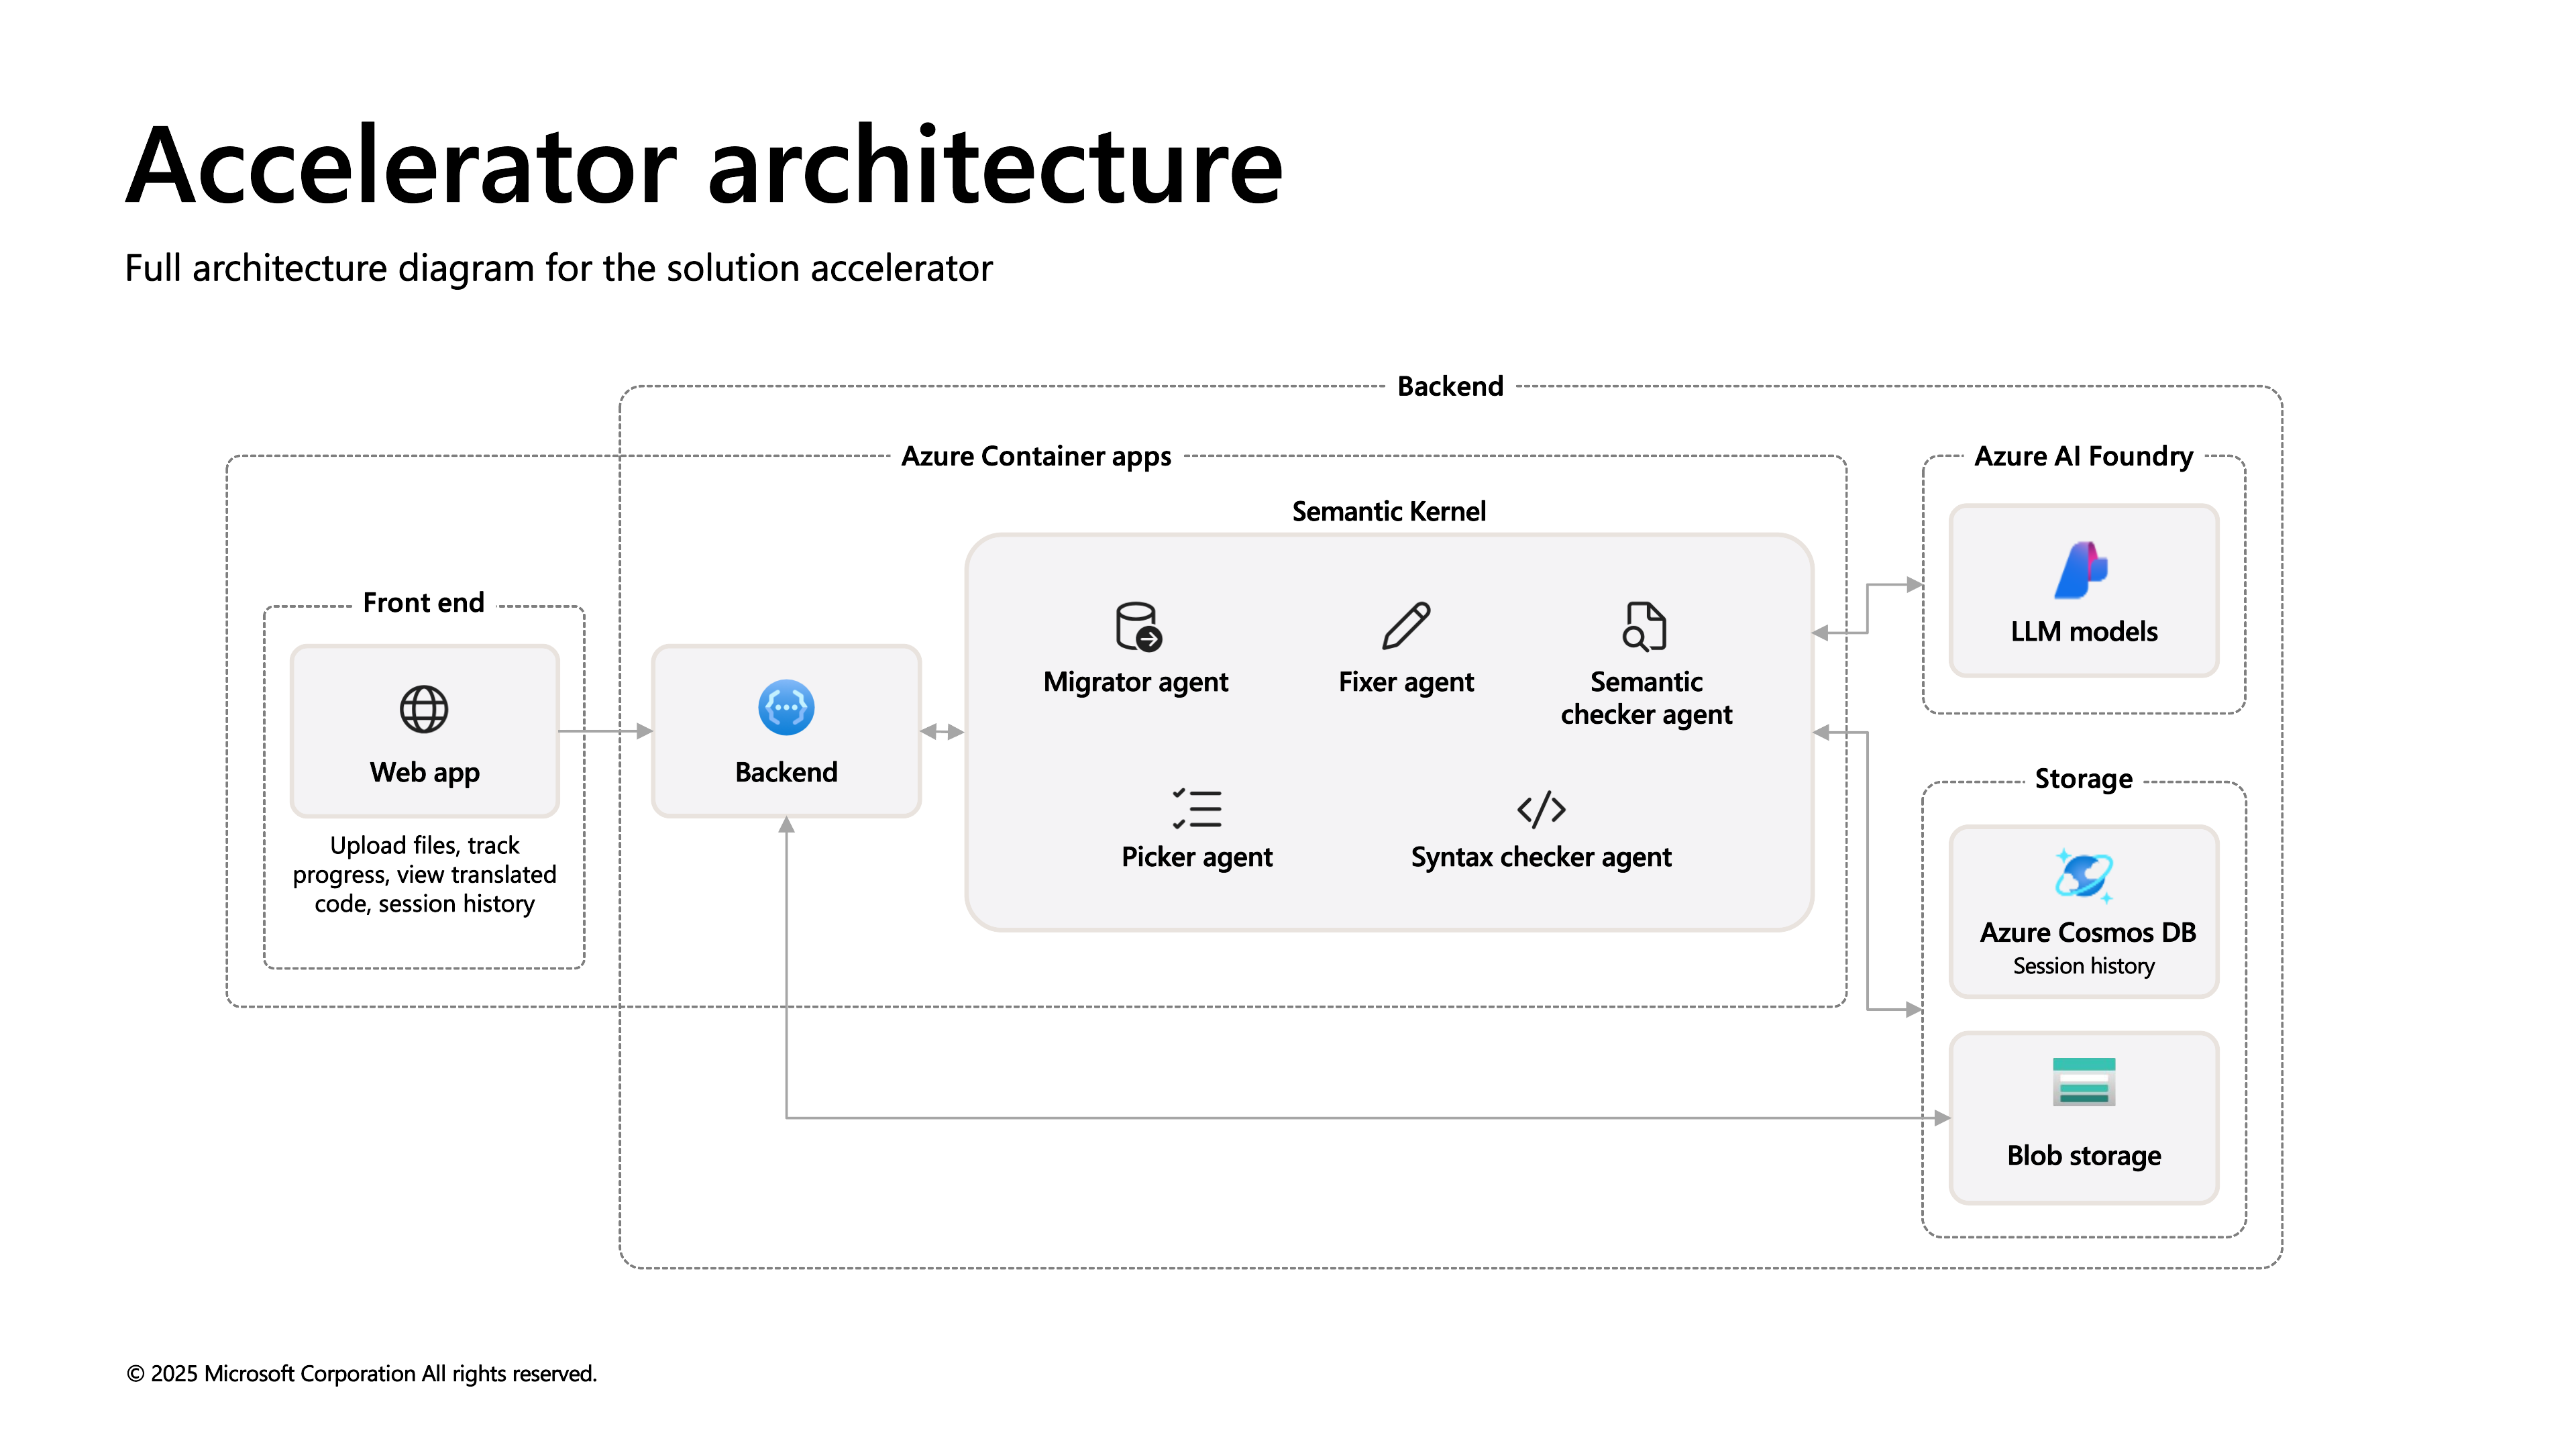 Accelerator architecture
Full architecture diagram for the solution accelerator
Backend
Azure Container apps
Azure AI Foundry
Semantic Kernel
Front end
Web app
Upload files, track
progress, view translated
code, session history
Backend
Migrator agent
Fixer agent
Semantic
checker agent
Picker agent
Syntax checker agent
LLM models
Storage
Azure Cosmos DB
Session history
Blob storage
© 2025 Microsoft Corporation All rights reserved.